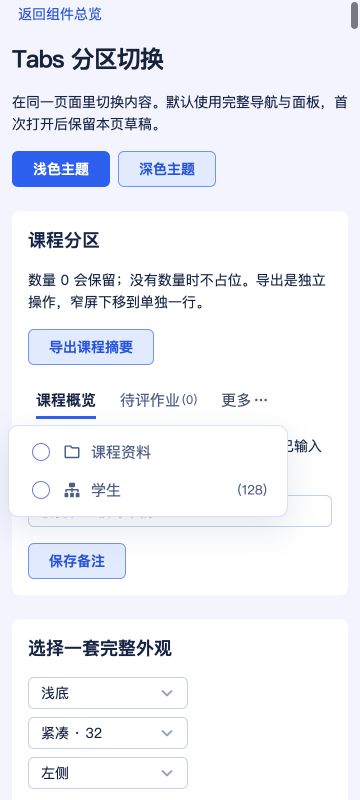 返回组件总览
Tabs 分区切换
在同一页面里切换内容。默认使用完整导航与面板，首
次打开后保留本页草稿。
浅色主题
深色主题
课程分区
数量 0 会保留；没有数量时不占位。导出是独立
操作，窄屏下移到单独一行。
导出课程摘要
课程概览
待评作业(0)
更多 ···
输入
课程资料
学生
(128)
保存备注
选择一套完整外观
浅底
紧凑 · 32
左侧